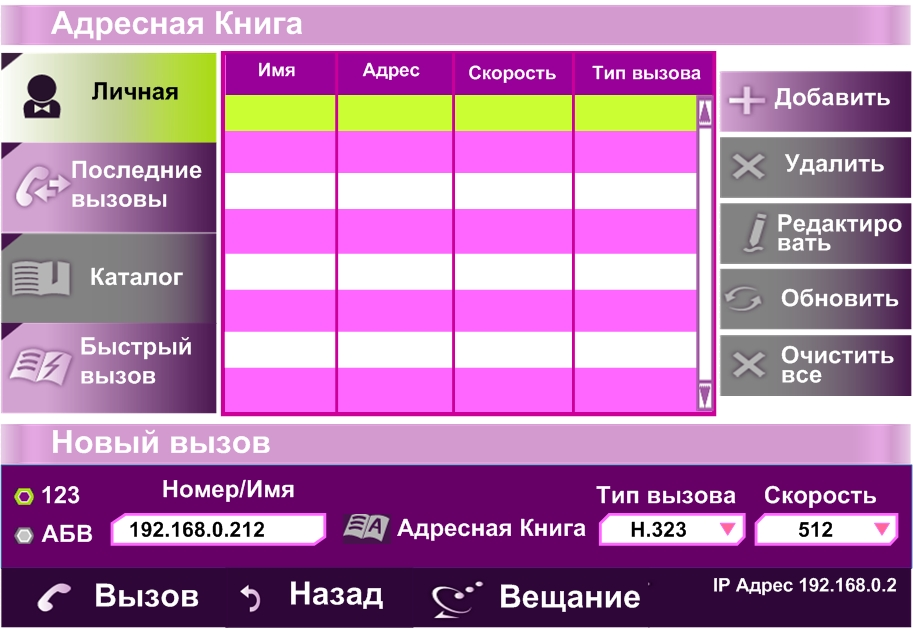 Адресная Книга
Личная
Последние
вызовы
Каталог
Быстрый
вызов
Имя Адрес Скорость Тип вызова
Добавить
Удалить
Редактиро
вать
Обновить
Очистить
все
Новый вызов
123
АБВ
Номер/Имя
192.168.0.212
Адресная Книга
Тип вызова
H.323
Скорость
512
Вызов Назад Вещание IP Адрес 192.168.0.2